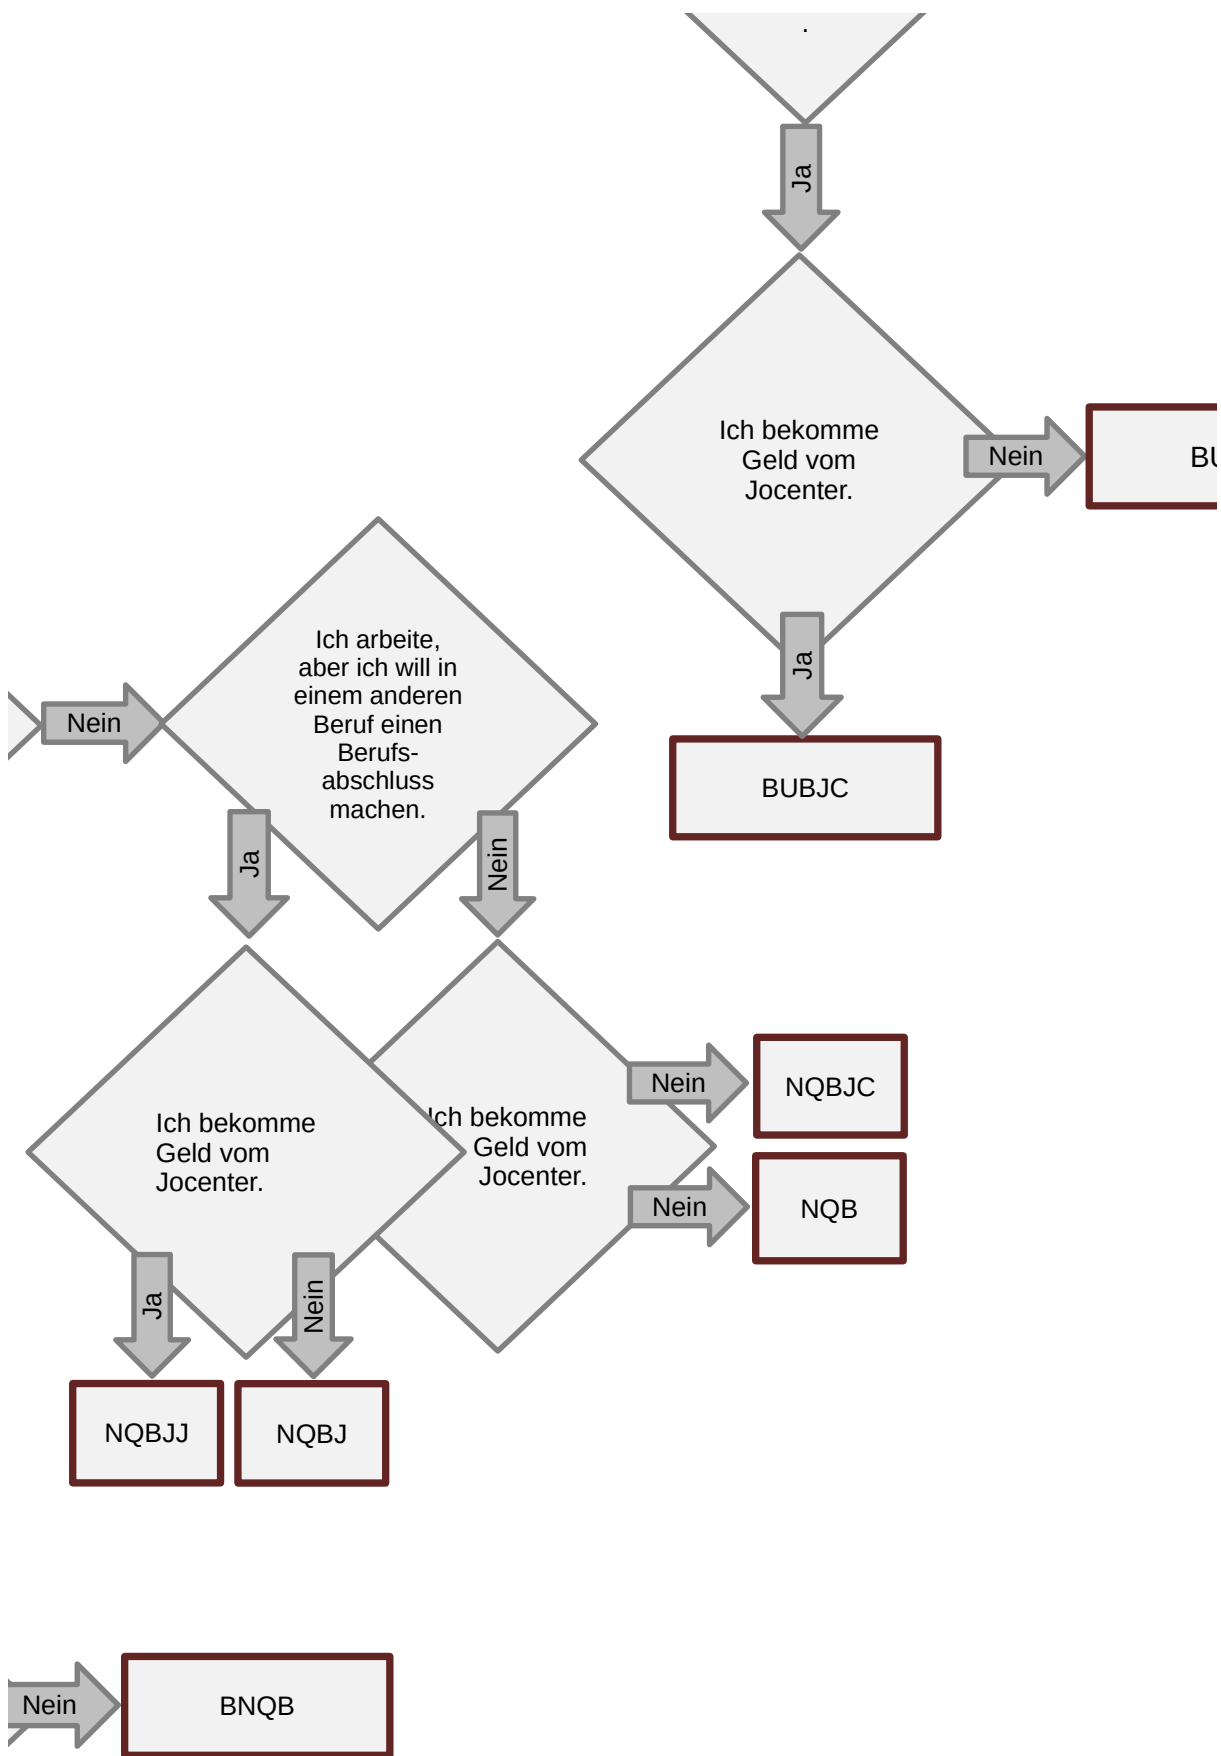 .
Ja
Ich bekomme
Geld vom
Jocenter.
Nein
BU
Ja
BUBJC
Nein
Ich arbeite,
aber ich will in
einem anderen
Beruf einen
Berufs-
abschluss
machen.
Ja
Nein
Ich bekomme
Geld vom
Jocenter.
Ich bekomme
Geld vom
Jocenter.
Nein
NQBJC
Nein
NQB
Ja
Nein
NQBJJ
NQBJ
Nein
BNQB